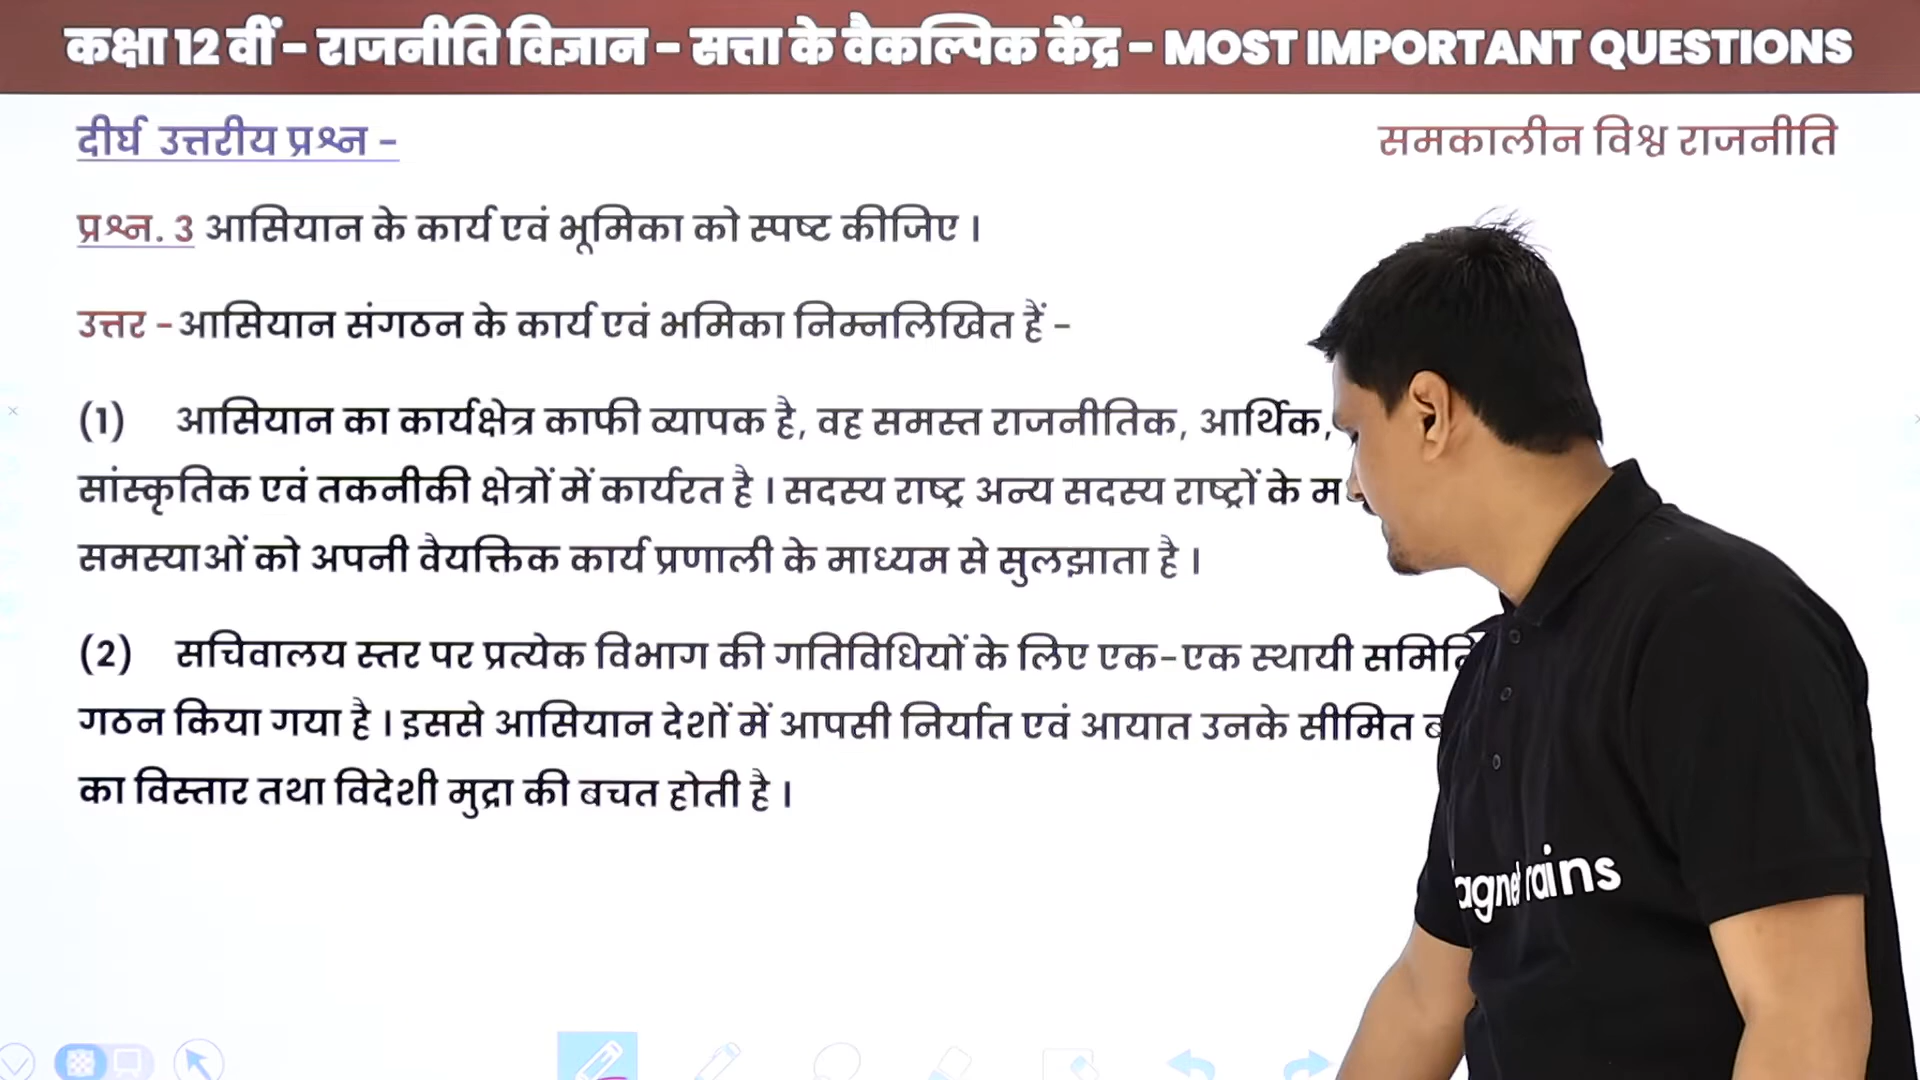 कक्षा 12 वीं - राजनीति विज्ञान - सत्ता के वैकल्पिक केंद्र - MOST IMPORTANT QUESTIONS
दीर्घ उत्तरीय प्रश्न -
समकालीन विश्व राजनीति
प्रश्न. 3 आसियान के कार्य एवं भूमिका को स्पष्ट कीजिए ।
उत्तर - आसियान संगठन के कार्य एवं भमिका निम्नलिखित हैं -
(1) आसियान का कार्यक्षेत्र काफी व्यापक है, वह समस्त राजनीतिक, आर्थिक,
सांस्कृतिक एवं तकनीकी क्षेत्रों में कार्यरत है । सदस्य राष्ट्र अन्य सदस्य राष्ट्रों के
समस्याओं को अपनी वैयक्तिक कार्य प्रणाली के माध्यम से सुलझाता है ।
(2) सचिवालय स्तर पर प्रत्येक विभाग की गतिविधियों के लिए एक-एक स्थायी
गठन किया गया है । इससे आसियान देशों में आपसी निर्यात एवं आयात उनके सीमित
का विस्तार तथा विदेशी मुद्रा की बचत होती है ।